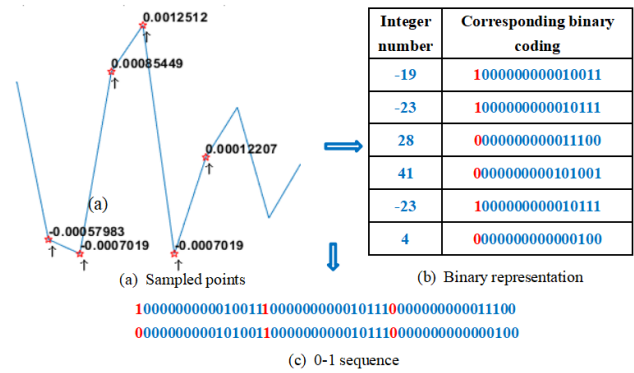 0.0012512
0.00085449
0.00012207
(a)
-0.00057983
-0.0007019
-0.0007019
(a) Sampled points
Integer number
Corresponding binary coding
-19 1000000000010011
-23 1000000000010111
28 0000000000011100
41 0000000000101001
-23 1000000000010111
4 0000000000000100
(b) Binary representation
100000000001001110000000000101110000000000011100
000000000010100110000000000101110000000000000100
(c) 0-1 sequence